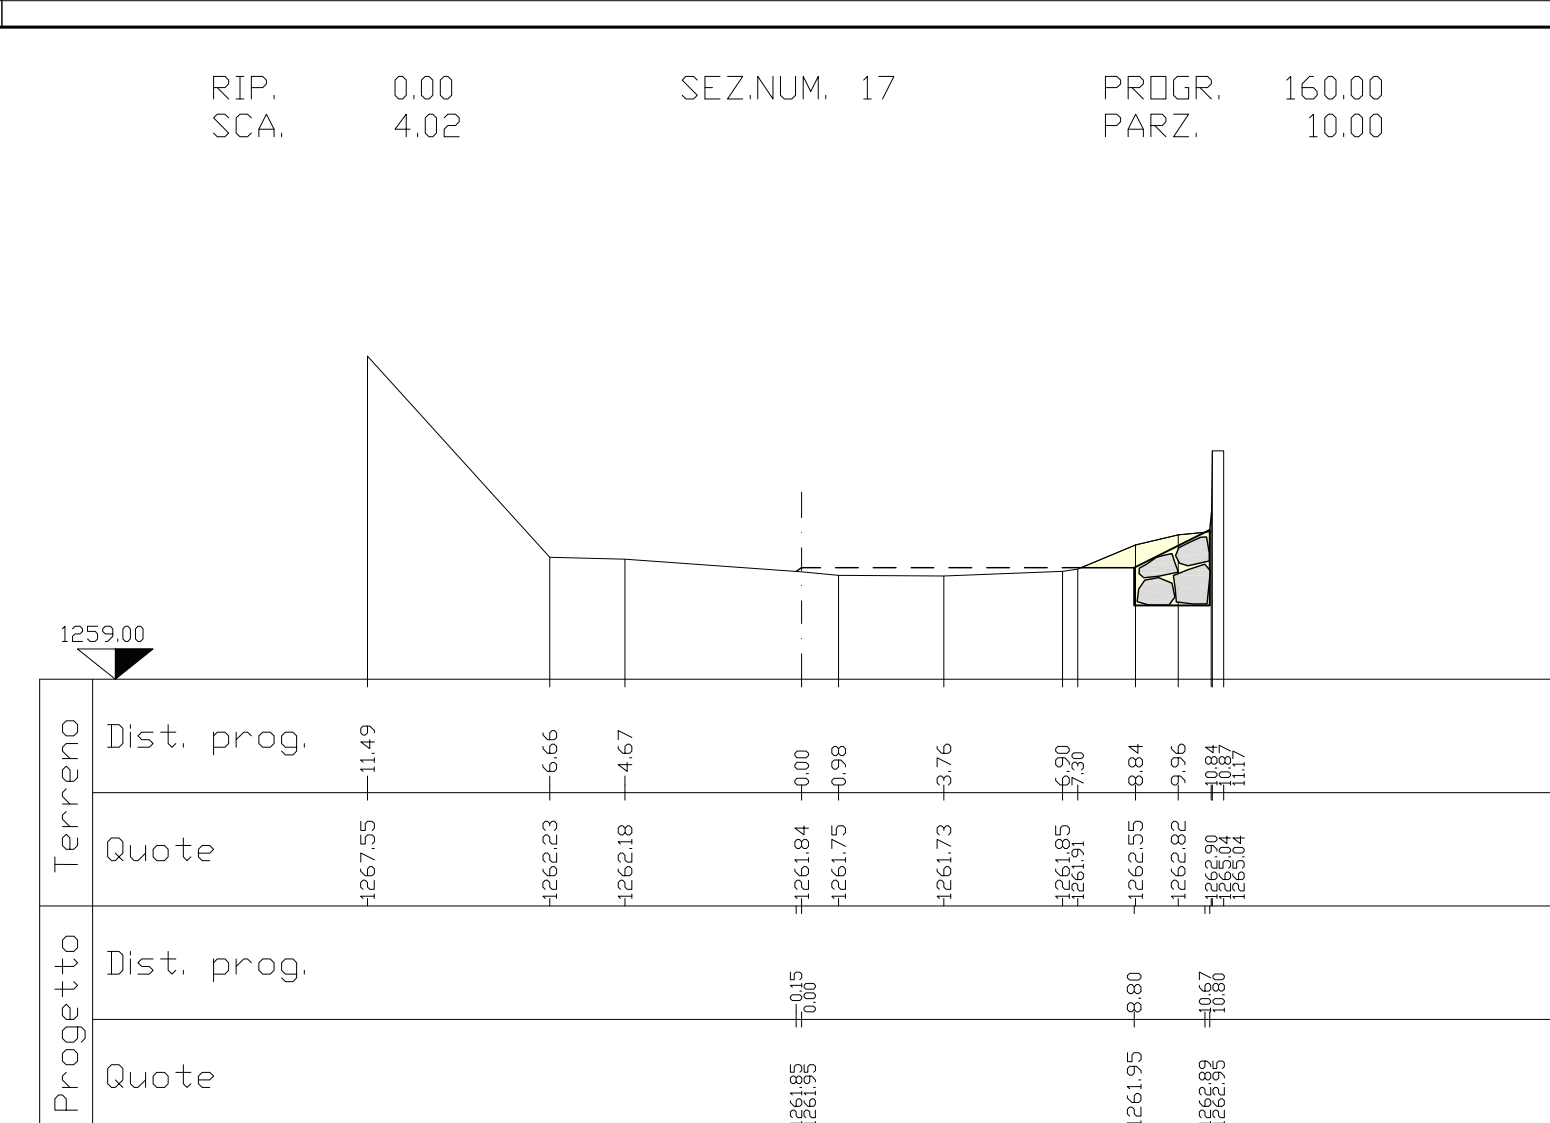 RIP. 0.00 SEZ.NUM. 17 PROGR. 160.00
SCA. 4.02 PARZ. 10.00
1259.00
Terreno
Dist. prog. -11.49 -6.66 -4.67 0.00 0.98 3.76 6.90 7.30 8.84 9.96 10.84 10.87 11.17
Quote 1267.55 1262.23 1262.18 1261.84 1261.75 1261.73 1261.85 1261.91 1262.55 1262.82 1262.90 1265.04 1265.04
Progetto
Dist. prog. -0.15 0.00 8.80 10.67 10.80
Quote 1261.85 1261.95 1261.95 1262.89 1262.95